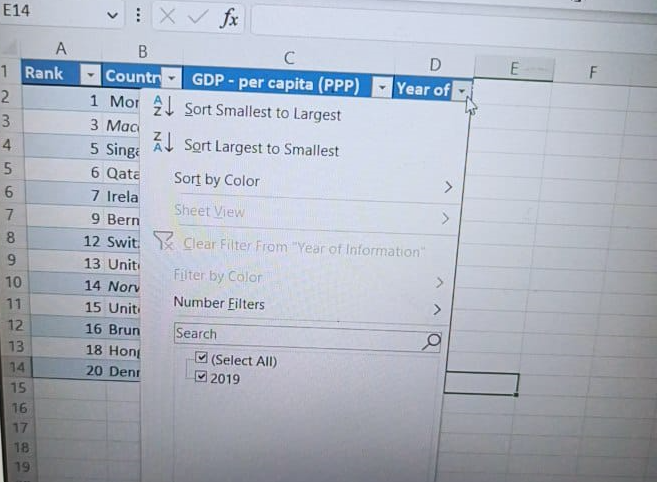 E14 fx
A B C D E F
1 Rank Country GDP - per capita (PPP) Year of
2 1 Mor
3 3 Maca
4 5 Singa
5 6 Qata
6 7 Irela
7 9 Bern
8 12 Swit
9 13 Unit
10 14 Norv
11 15 Unit
12 16 Brun
13 18 Hong
14 20 Denr
15
16
17
18
19
Sort Smallest to Largest
Sort Largest to Smallest
Sort by Color
Sheet View
Clear Filter From "Year of Information"
Filter by Color
Number Filters
Search
(Select All)
2019